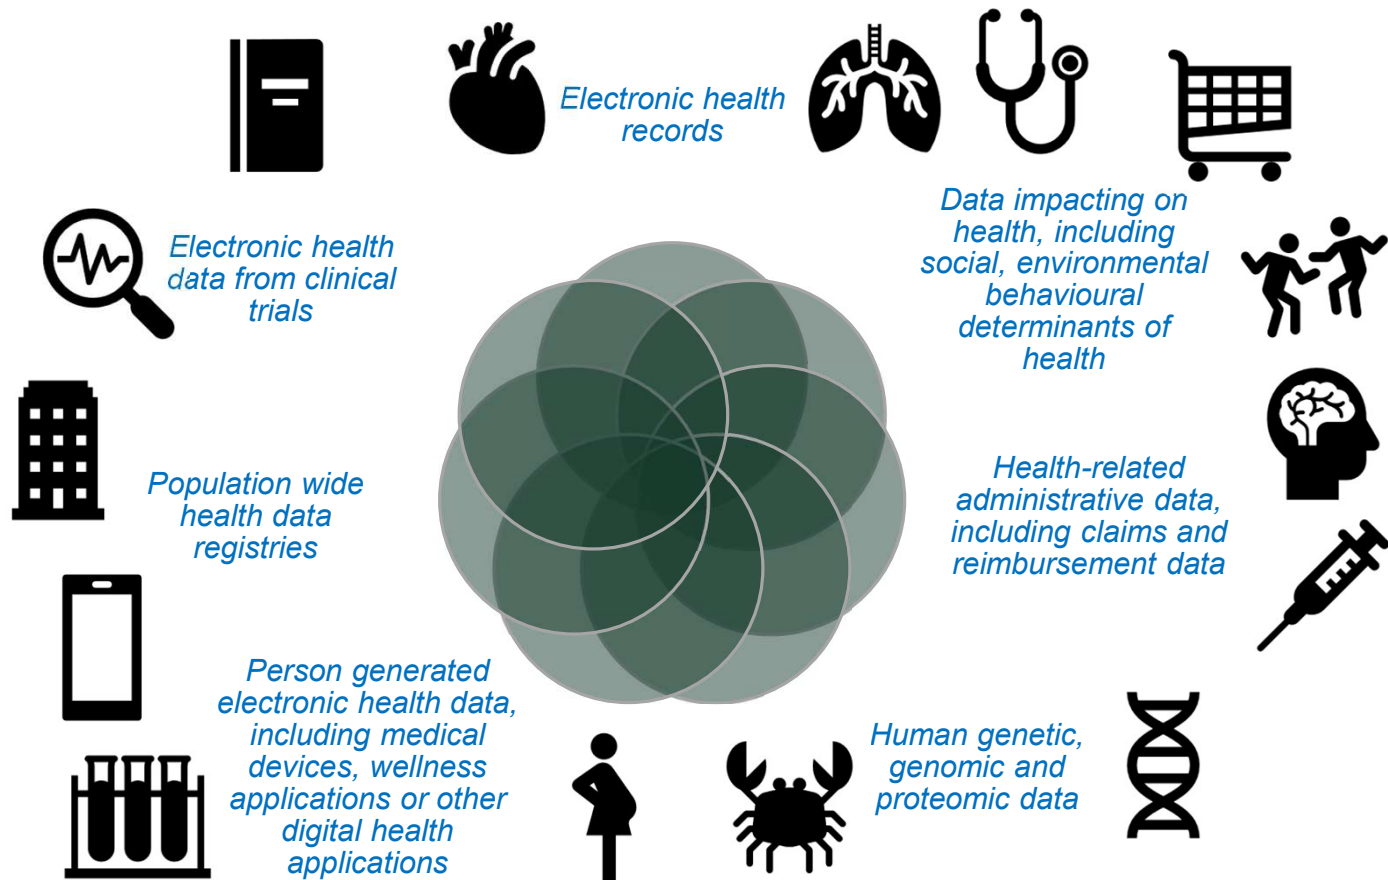 Electronic health
records
Data impacting on
health, including
social, environmental
behavioural
determinants of
health
Electronic health
data from clinical
trials
Health-related
administrative data,
including claims and
reimbursement data
Population wide
health data
registries
Person generated
electronic health data,
including medical
devices, wellness
applications or other
digital health
applications
Human genetic,
genomic and
proteomic data